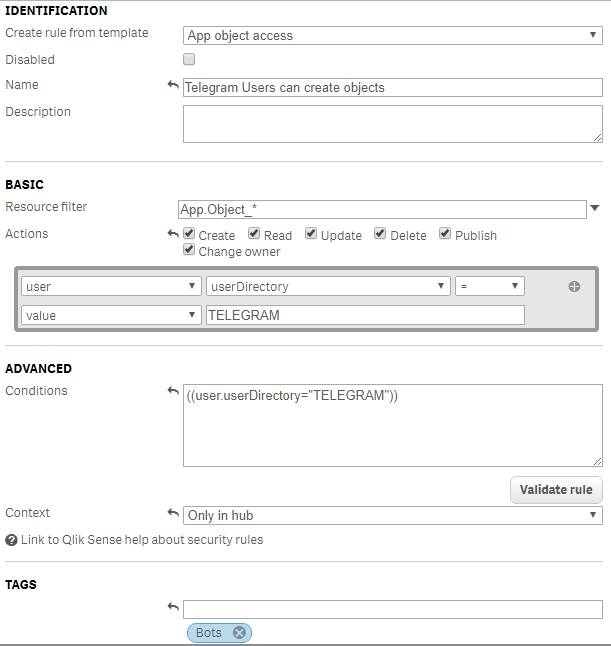 IDENTIFICATION
Create rule from template App object access
Disabled
Name Telegram Users can create objects
Description
BASIC
Resource filter App.Object_*
Actions Create Read Update Delete Publish
Change owner
user userDirectory =
value TELEGRAM
ADVANCED
Conditions ((user.userDirectory="TELEGRAM"))
Validate rule
Context Only in hub
Link to Qlik Sense help about security rules
TAGS
Bots